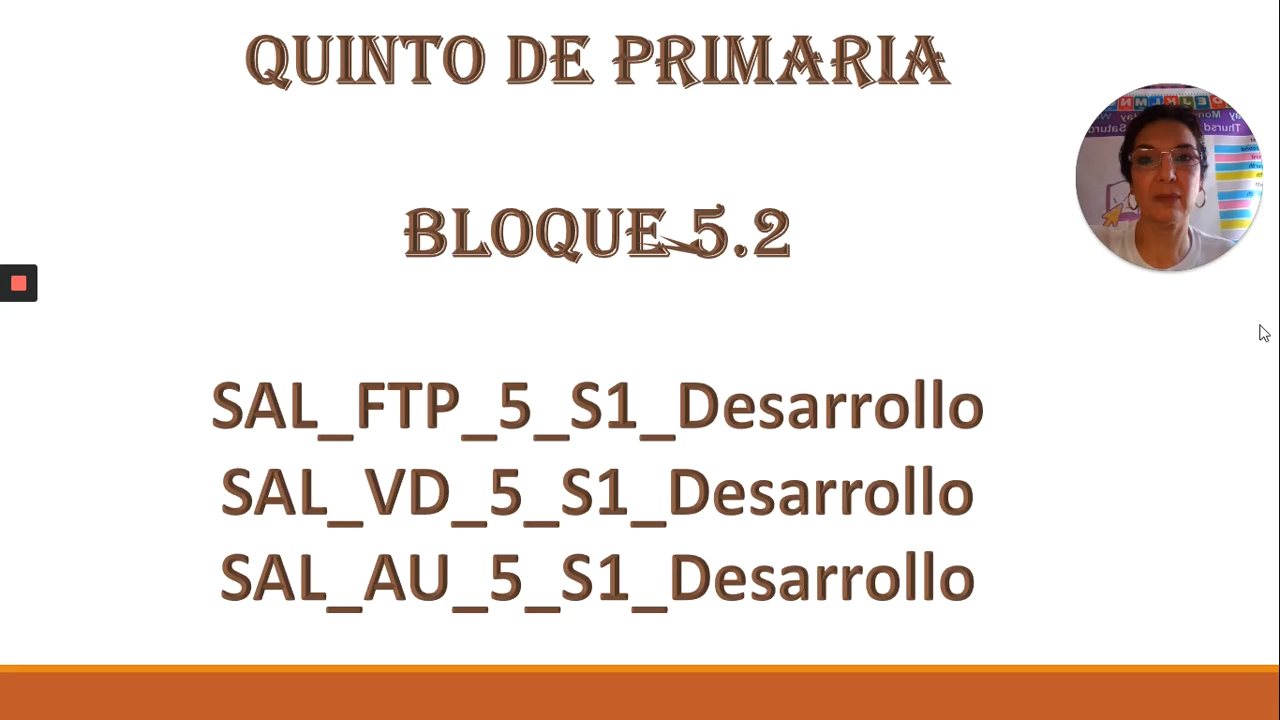 QUINTO DE PRIMARIA
BLOQUE 5.2
SAL_FTP_5_S1_Desarrollo
SAL_VD_5_S1_Desarrollo
SAL_AU_5_S1_Desarrollo